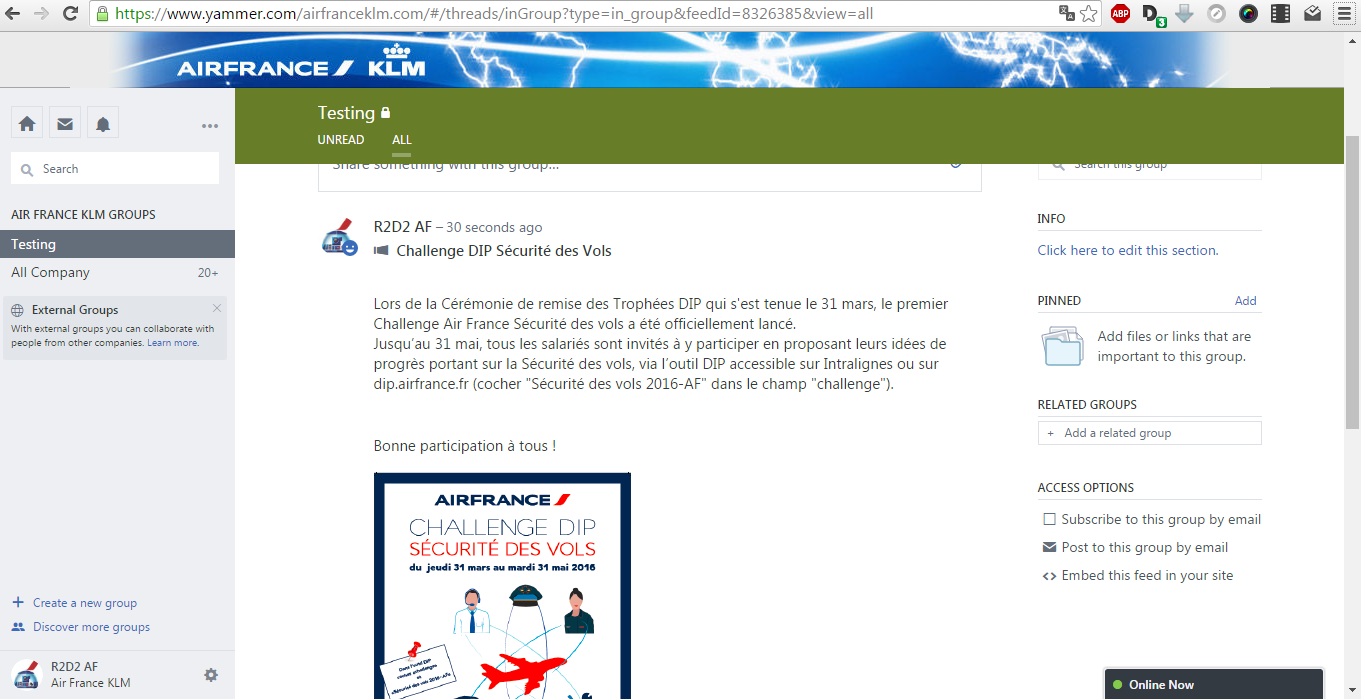 https://www.yammer.com/airfranceklm.com/#/threads/inGroup?type=in_group&feedId=8326385&view=all
ABP
D
3
AIRFRANCE KLM
Testing
UNREAD ALL
Search
AIR FRANCE KLM GROUPS
Testing
All Company 20+
External Groups
With external groups you can collaborate with
people from other companies. Learn more.
Create a new group
Discover more groups
R2D2 AF
Air France KLM
Share something with this group...
R2D2 AF – 30 seconds ago
Challenge DIP Sécurité des Vols
Lors de la Cérémonie de remise des Trophées DIP qui s'est tenue le 31 mars, le premier
Challenge Air France Sécurité des vols a été officiellement lancé.
Jusqu’au 31 mai, tous les salariés sont invités à y participer en proposant leurs idées de
progrès portant sur la Sécurité des vols, via l’outil DIP accessible sur Intralignes ou sur
dip.airfrance.fr (cocher "Sécurité des vols 2016-AF" dans le champ "challenge").
Bonne participation à tous !
AIRFRANCE
CHALLENGE DIP
SÉCURITÉ DES VOLS
du jeudi 31 mars au mardi 31 mai 2016
Dans l'outil DIP
«Sécurité des vols 2016-AF»
Search this group
INFO
Click here to edit this section.
PINNED Add
Add files or links that are
important to this group.
RELATED GROUPS
+ Add a related group
ACCESS OPTIONS
Subscribe to this group by email
Post to this group by email
Embed this feed in your site
Online Now